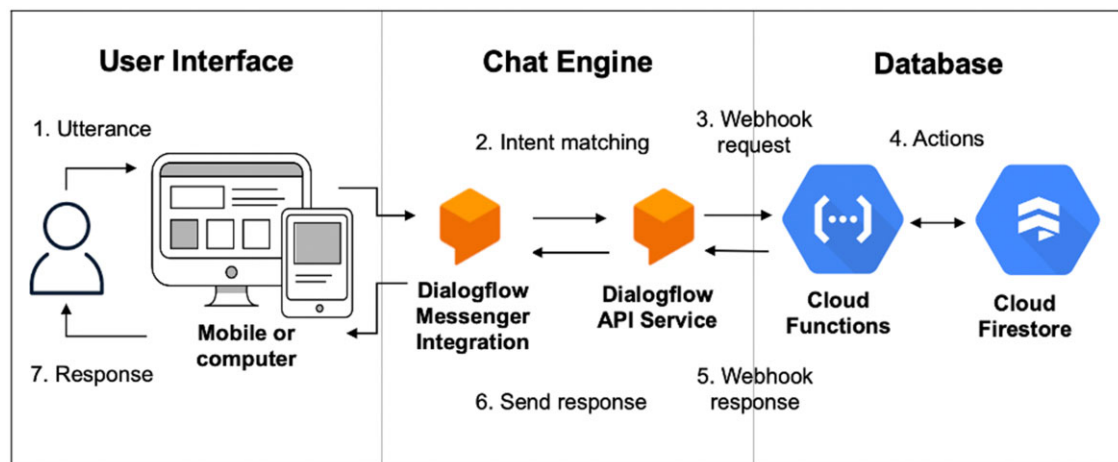 User Interface
Chat Engine
Database
1. Utterance
2. Intent matching
3. Webhook
request
4. Actions
Mobile or
computer
Dialogflow
Messenger
Integration
Dialogflow
API Service
Cloud
Functions
Cloud
Firestore
7. Response
6. Send response
5. Webhook
response